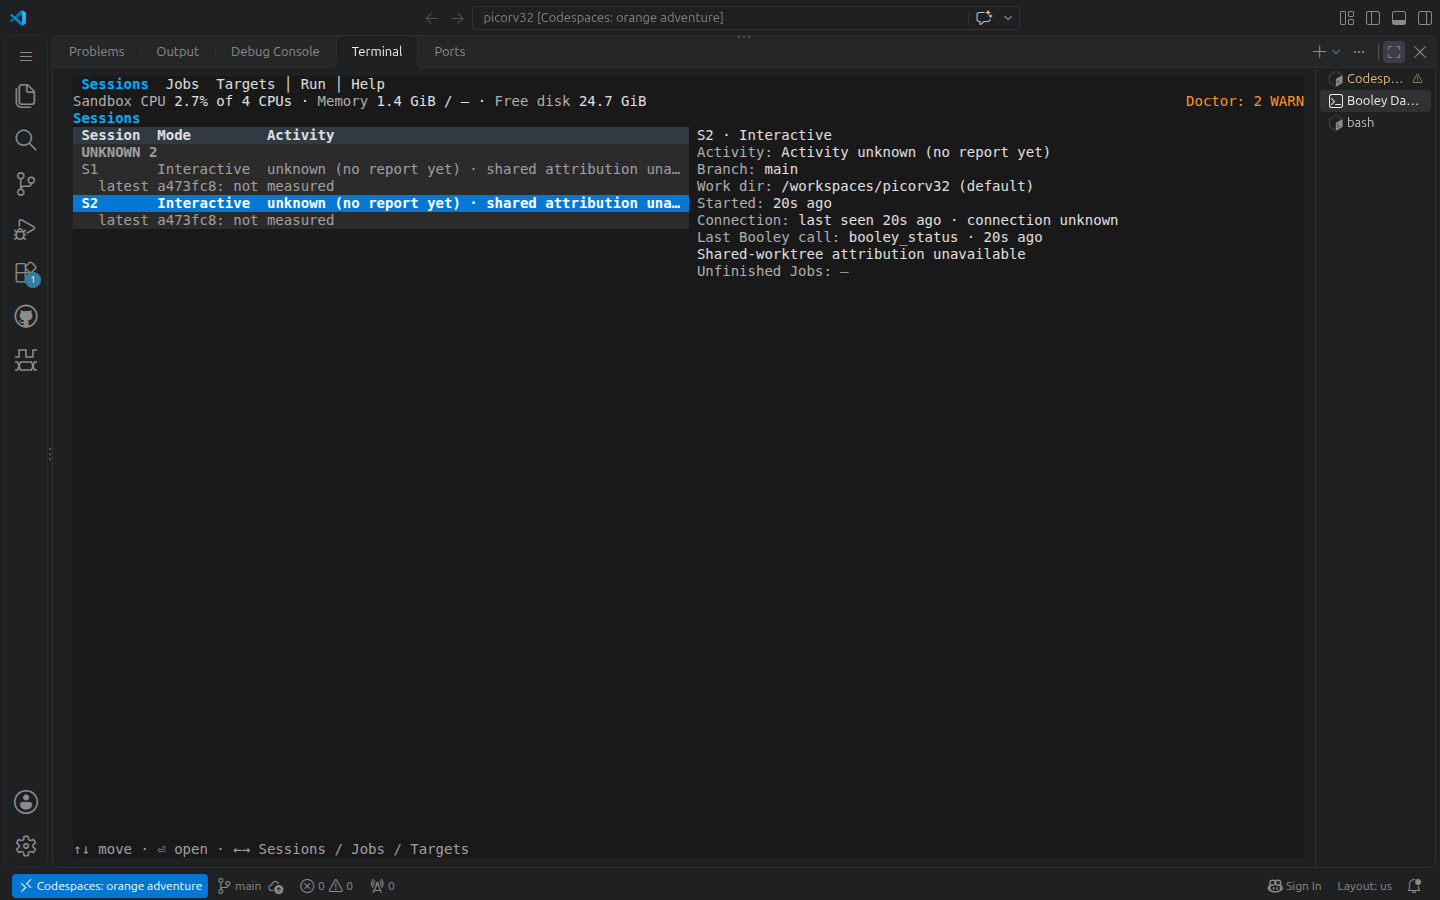 picorv32 [Codespaces: orange adventure]
Problems
Output
Debug Console
Terminal
Ports
Sessions Jobs Targets │ Run │ Help
Sandbox CPU 2.7% of 4 CPUs · Memory 1.4 GiB / — · Free disk 24.7 GiB
Doctor: 2 WARN
Sessions
Session Mode Activity
UNKNOWN 2
S1 Interactive unknown (no report yet) · shared attribution una…
latest a473fc8: not measured
S2 Interactive unknown (no report yet) · shared attribution una…
latest a473fc8: not measured
S2 · Interactive
Activity: Activity unknown (no report yet)
Branch: main
Work dir: /workspaces/picorv32 (default)
Started: 20s ago
Connection: last seen 20s ago · connection unknown
Last Booley call: booley_status · 20s ago
Shared-worktree attribution unavailable
Unfinished Jobs: —
Codesp...
Booley Da...
bash
1
↑↓ move · ⏎ open · ←→ Sessions / Jobs / Targets
Codespaces: orange adventure
main
0
0
0
Sign In
Layout: us